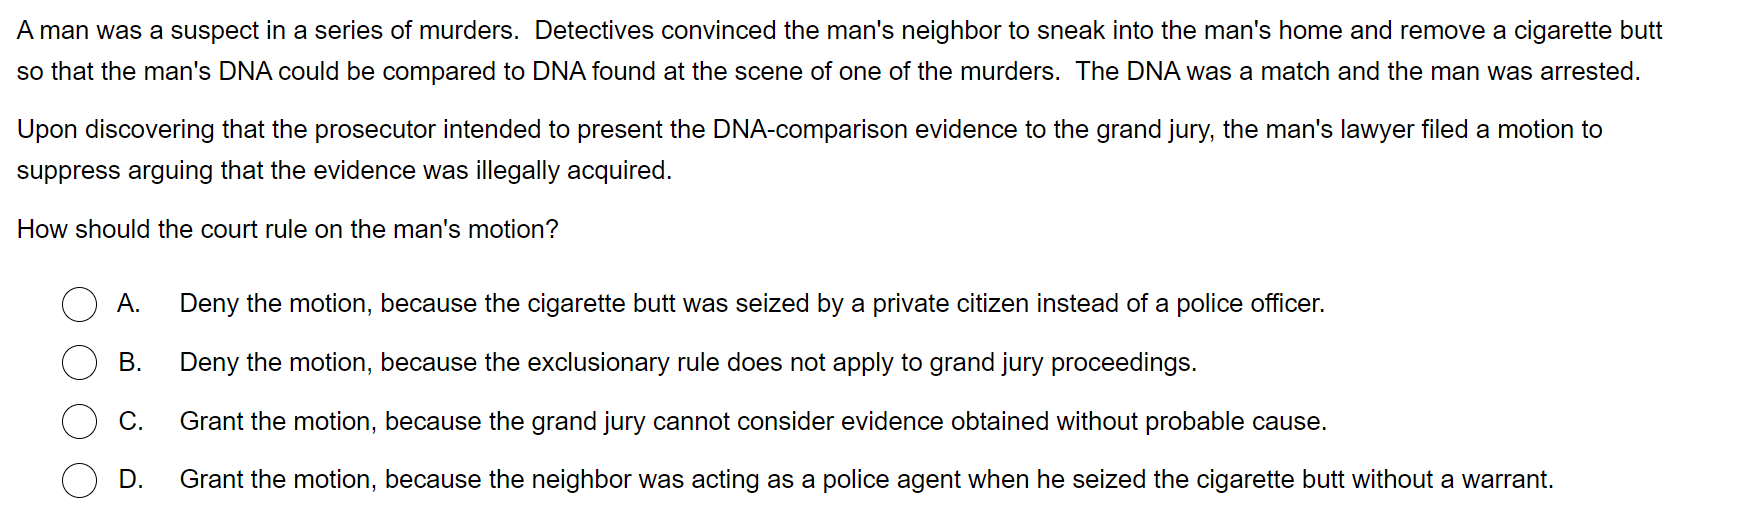 A man was a suspect in a series of murders.  Detectives convinced the man's neighbor to sneak into the man's home and remove a cigarette butt
so that the man's DNA could be compared to DNA found at the scene of one of the murders.  The DNA was a match and the man was arrested.
Upon discovering that the prosecutor intended to present the DNA-comparison evidence to the grand jury, the man's lawyer filed a motion to
suppress arguing that the evidence was illegally acquired.
How should the court rule on the man's motion?
A. Deny the motion, because the cigarette butt was seized by a private citizen instead of a police officer.
B. Deny the motion, because the exclusionary rule does not apply to grand jury proceedings.
C. Grant the motion, because the grand jury cannot consider evidence obtained without probable cause.
D. Grant the motion, because the neighbor was acting as a police agent when he seized the cigarette butt without a warrant.